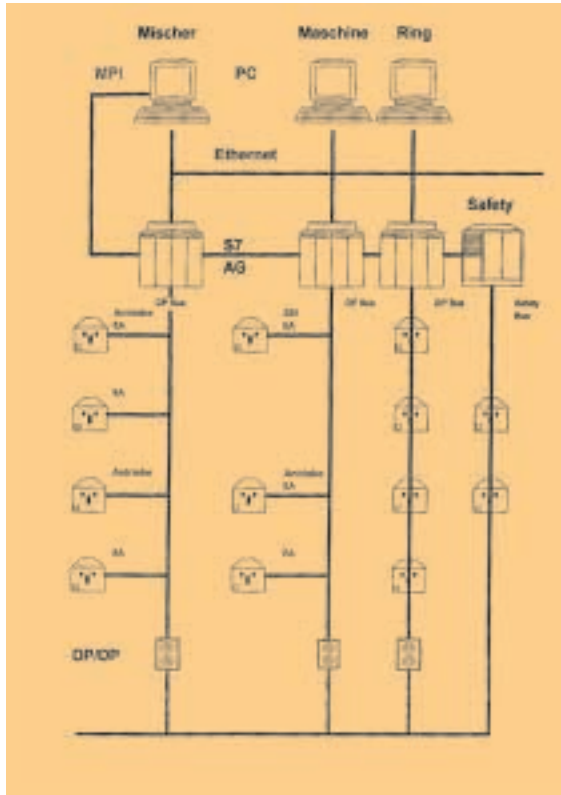 Mischer
Maschine
Ring
MPI
PC
Ethernet
Safety
S7
AG
DP Bus
DP Bus
DP Bus
Safety
Bus
Antriebe
EA
EA
EA
Antriebe
Antriebe
EA
EA
EA
DP/DP